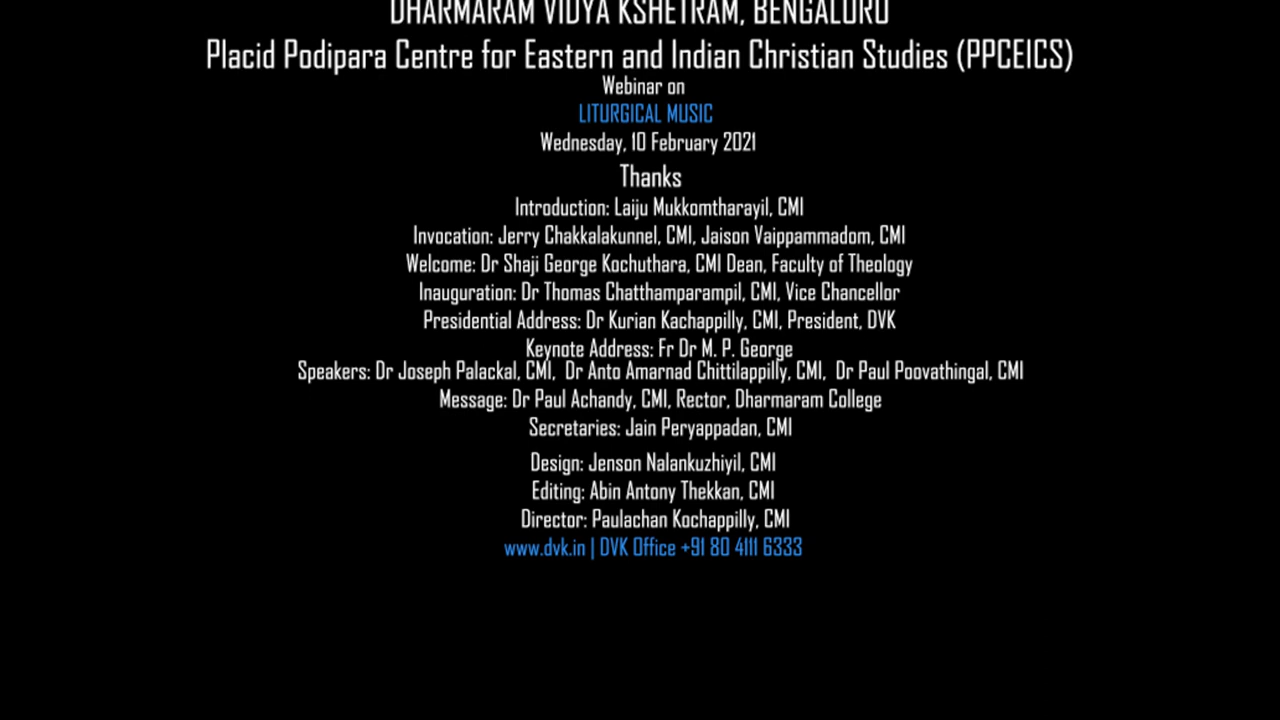 DHARMARAM VIDYA KSHETRAM, BENGALURU
Placid Podipara Centre for Eastern and Indian Christian Studies (PPCEICS)
Webinar on
LITURGICAL MUSIC
Wednesday, 10 February 2021
Thanks
Introduction: Laiju Mukkomtharayil, CMI
Invocation: Jerry Chakkalakunnel, CMI, Jaison Vaippammadom, CMI
Welcome: Dr Shaji George Kochuthara, CMI Dean, Faculty of Theology
Inauguration: Dr Thomas Chatthamparampil, CMI, Vice Chancellor
Presidential Address: Dr Kurian Kachappilly, CMI, President, DVK
Keynote Address: Fr Dr M. P. George
Speakers: Dr Joseph Palackal, CMI, Dr Anto Amarnad Chittilappilly, CMI, Dr Paul Poovathingal, CMI
Message: Dr Paul Achandy, CMI, Rector, Dharmaram College
Secretaries: Jain Peryappadan, CMI
Design: Jenson Nalankuzhiyil, CMI
Editing: Abin Antony Thekkan, CMI
Director: Paulachan Kochappilly, CMI
www.dvk.in | DVK Office +91 80 4111 6333